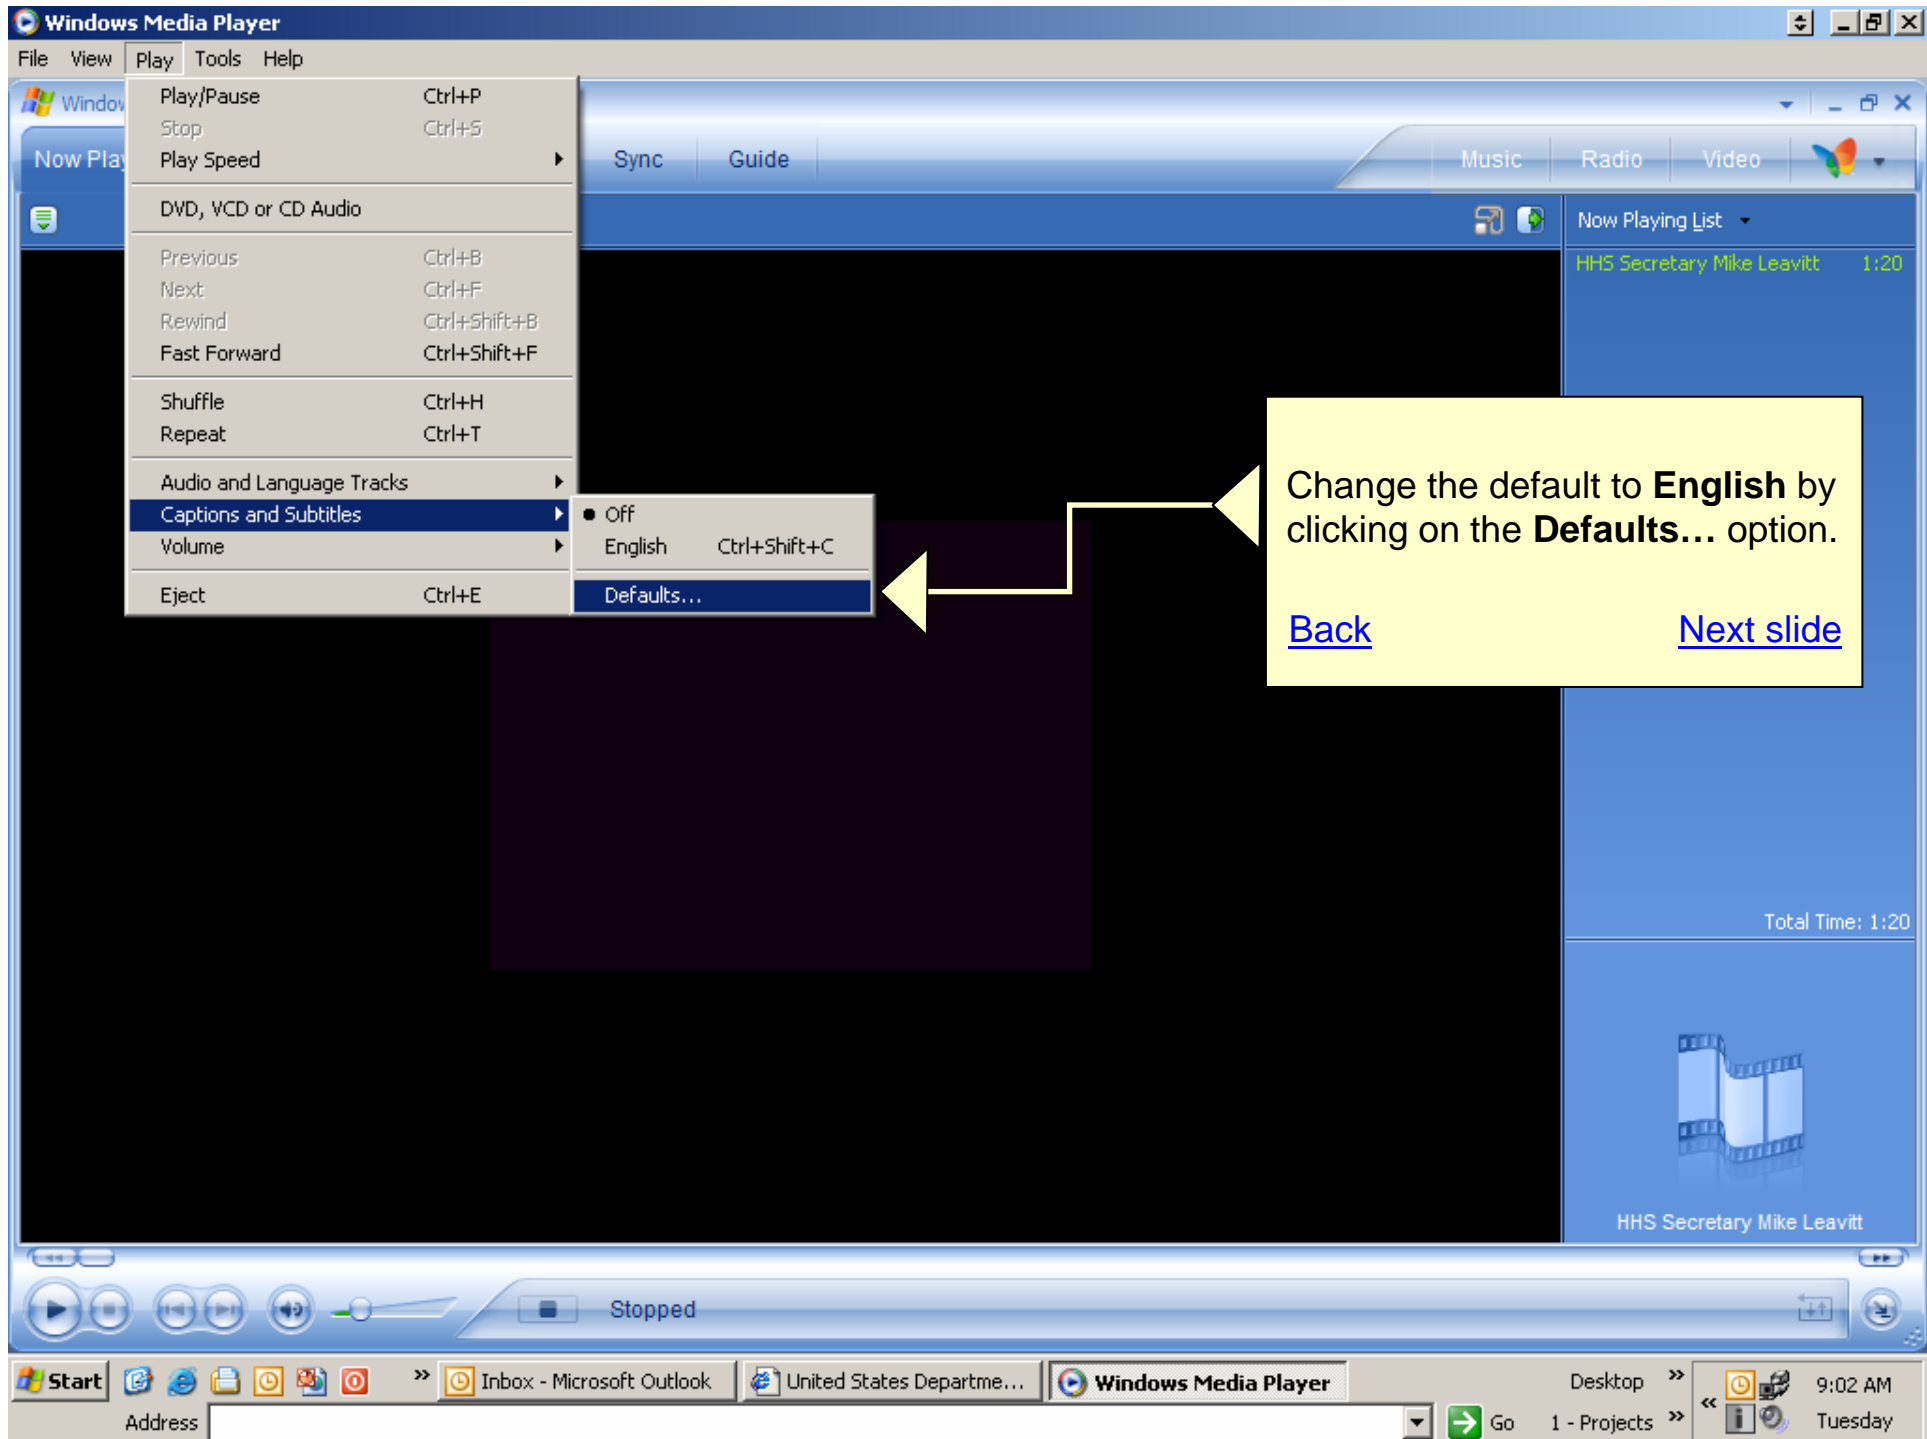 Windows Media Player
File View Play Tools Help
Window
Now Pla
Sync Guide
Music Radio Video
Play/Pause Ctrl+P
Stop Ctrl+S
Play Speed
DVD, VCD or CD Audio
Previous Ctrl+B
Next Ctrl+F
Rewind Ctrl+Shift+B
Fast Forward Ctrl+Shift+F
Shuffle Ctrl+H
Repeat Ctrl+T
Audio and Language Tracks
Captions and Subtitles
Volume
Eject Ctrl+E
Off
English Ctrl+Shift+C
Defaults...
Now Playing List
HHS Secretary Mike Leavitt 1:20
Change the default to English by
clicking on the Defaults… option.
Back Next slide
Total Time: 1:20
HHS Secretary Mike Leavitt
Stopped
Start » Inbox - Microsoft Outlook United States Departme... Windows Media Player Desktop » « 9:02 AM
Address Go 1 - Projects » Tuesday